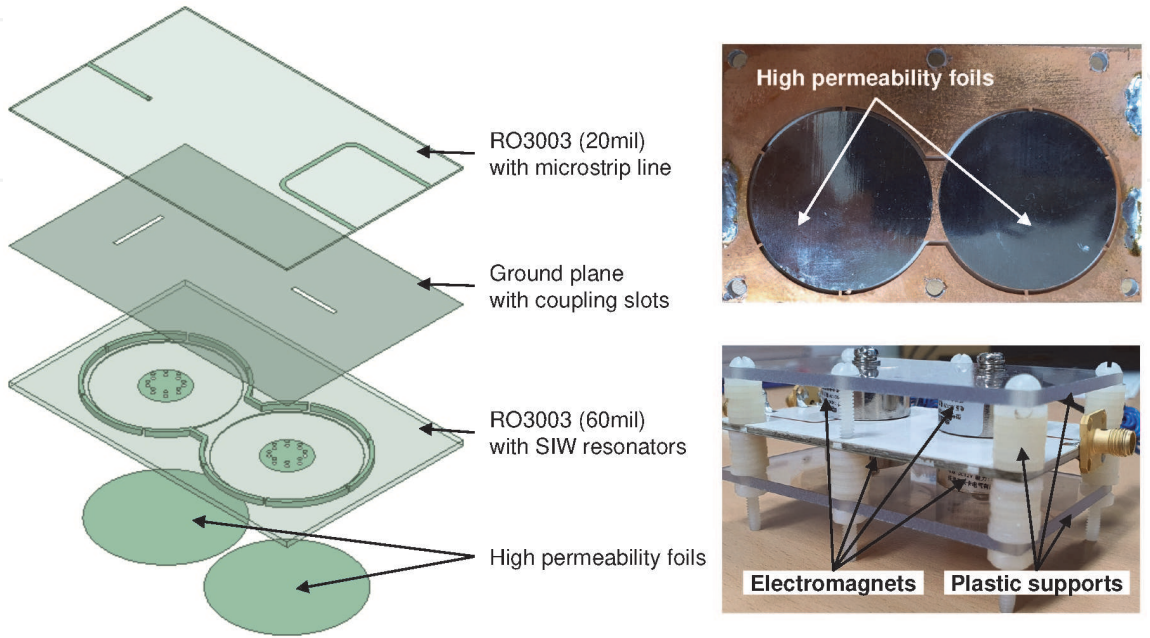 RO3003 (20mil)
with microstrip line
Ground plane
with coupling slots
RO3003 (60mil)
with SIW resonators
High permeability foils
High permeability foils
Electromagnets
Plastic supports